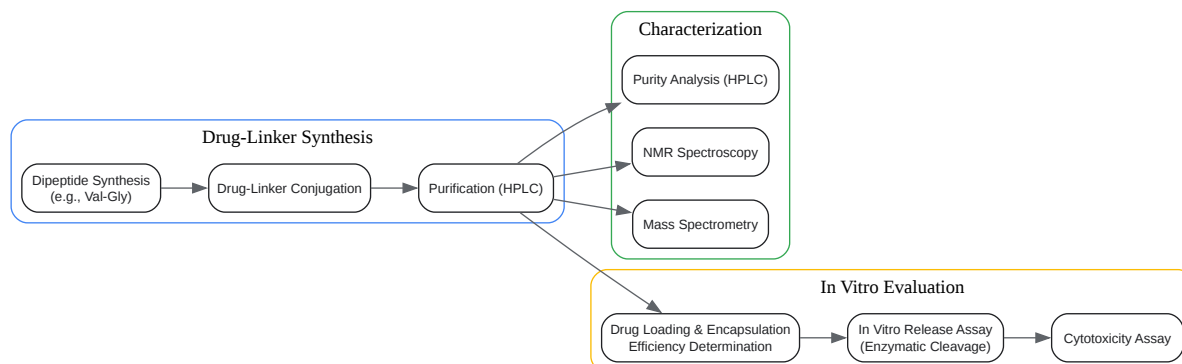 Characterization
Purity Analysis (HPLC)
NMR Spectroscopy
Mass Spectrometry
Drug-Linker Synthesis
Dipeptide Synthesis
(e.g., Val-Gly)
Drug-Linker Conjugation
Purification (HPLC)
In Vitro Evaluation
Drug Loading & Encapsulation
Efficiency Determination
In Vitro Release Assay
(Enzymatic Cleavage)
Cytotoxicity Assay